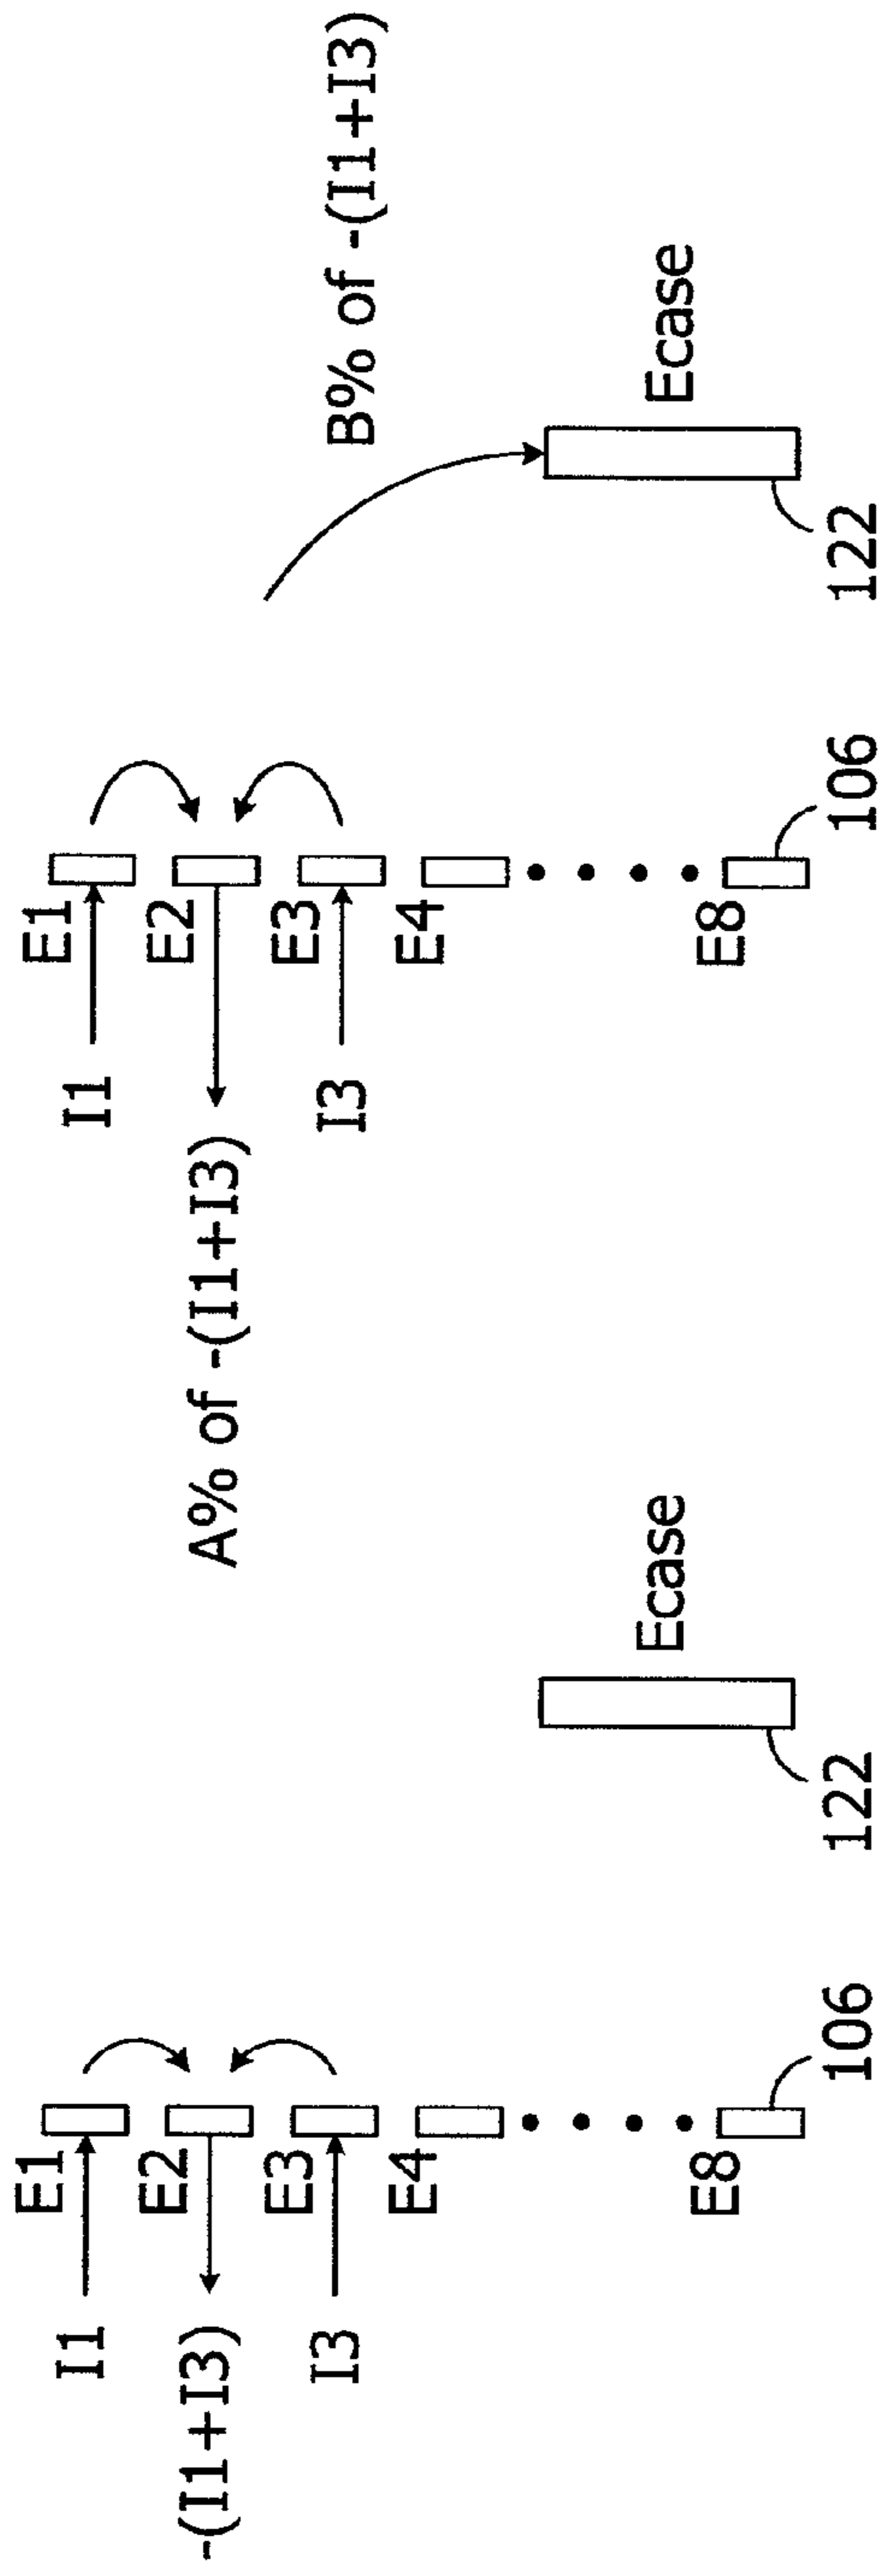 E1
I1
E2
-(I1+I3)
E3
I3
E4
E8
106
Ecase
122
E1
I1
E2
A% of -(I1+I3)
E3
I3
E4
E8
106
B% of -(I1+I3)
Ecase
122